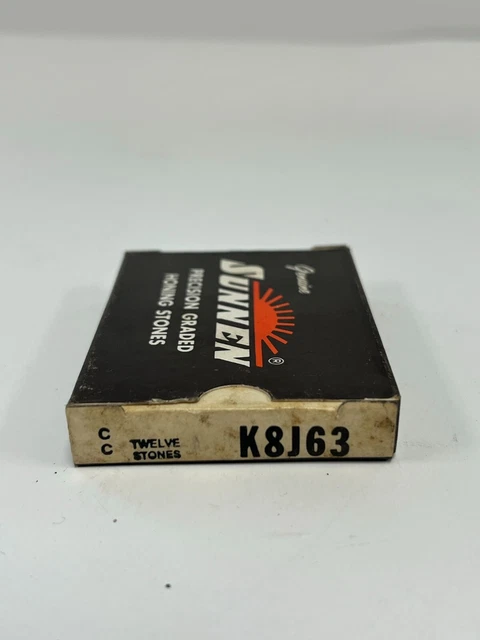 Genuine
SUNNEN®
PRECISION GRADED
HONING STONES
C
C
TWELVE
STONES
K8J63